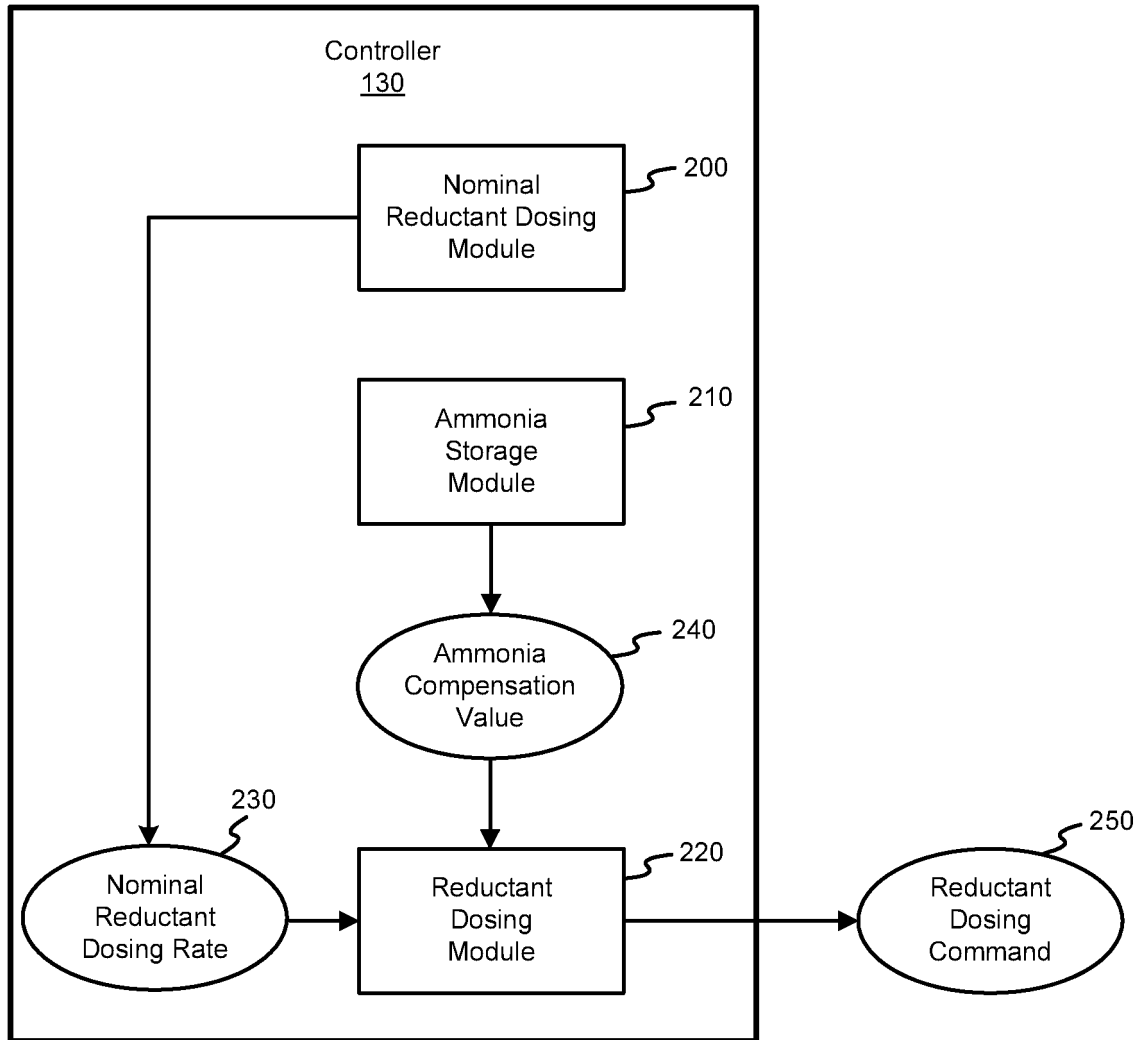 Controller
130
200
Nominal
Reductant Dosing
Module
210
Ammonia
Storage
Module
240
Ammonia
Compensation
Value
230
Nominal
Reductant
Dosing Rate
220
Reductant
Dosing
Module
250
Reductant
Dosing
Command